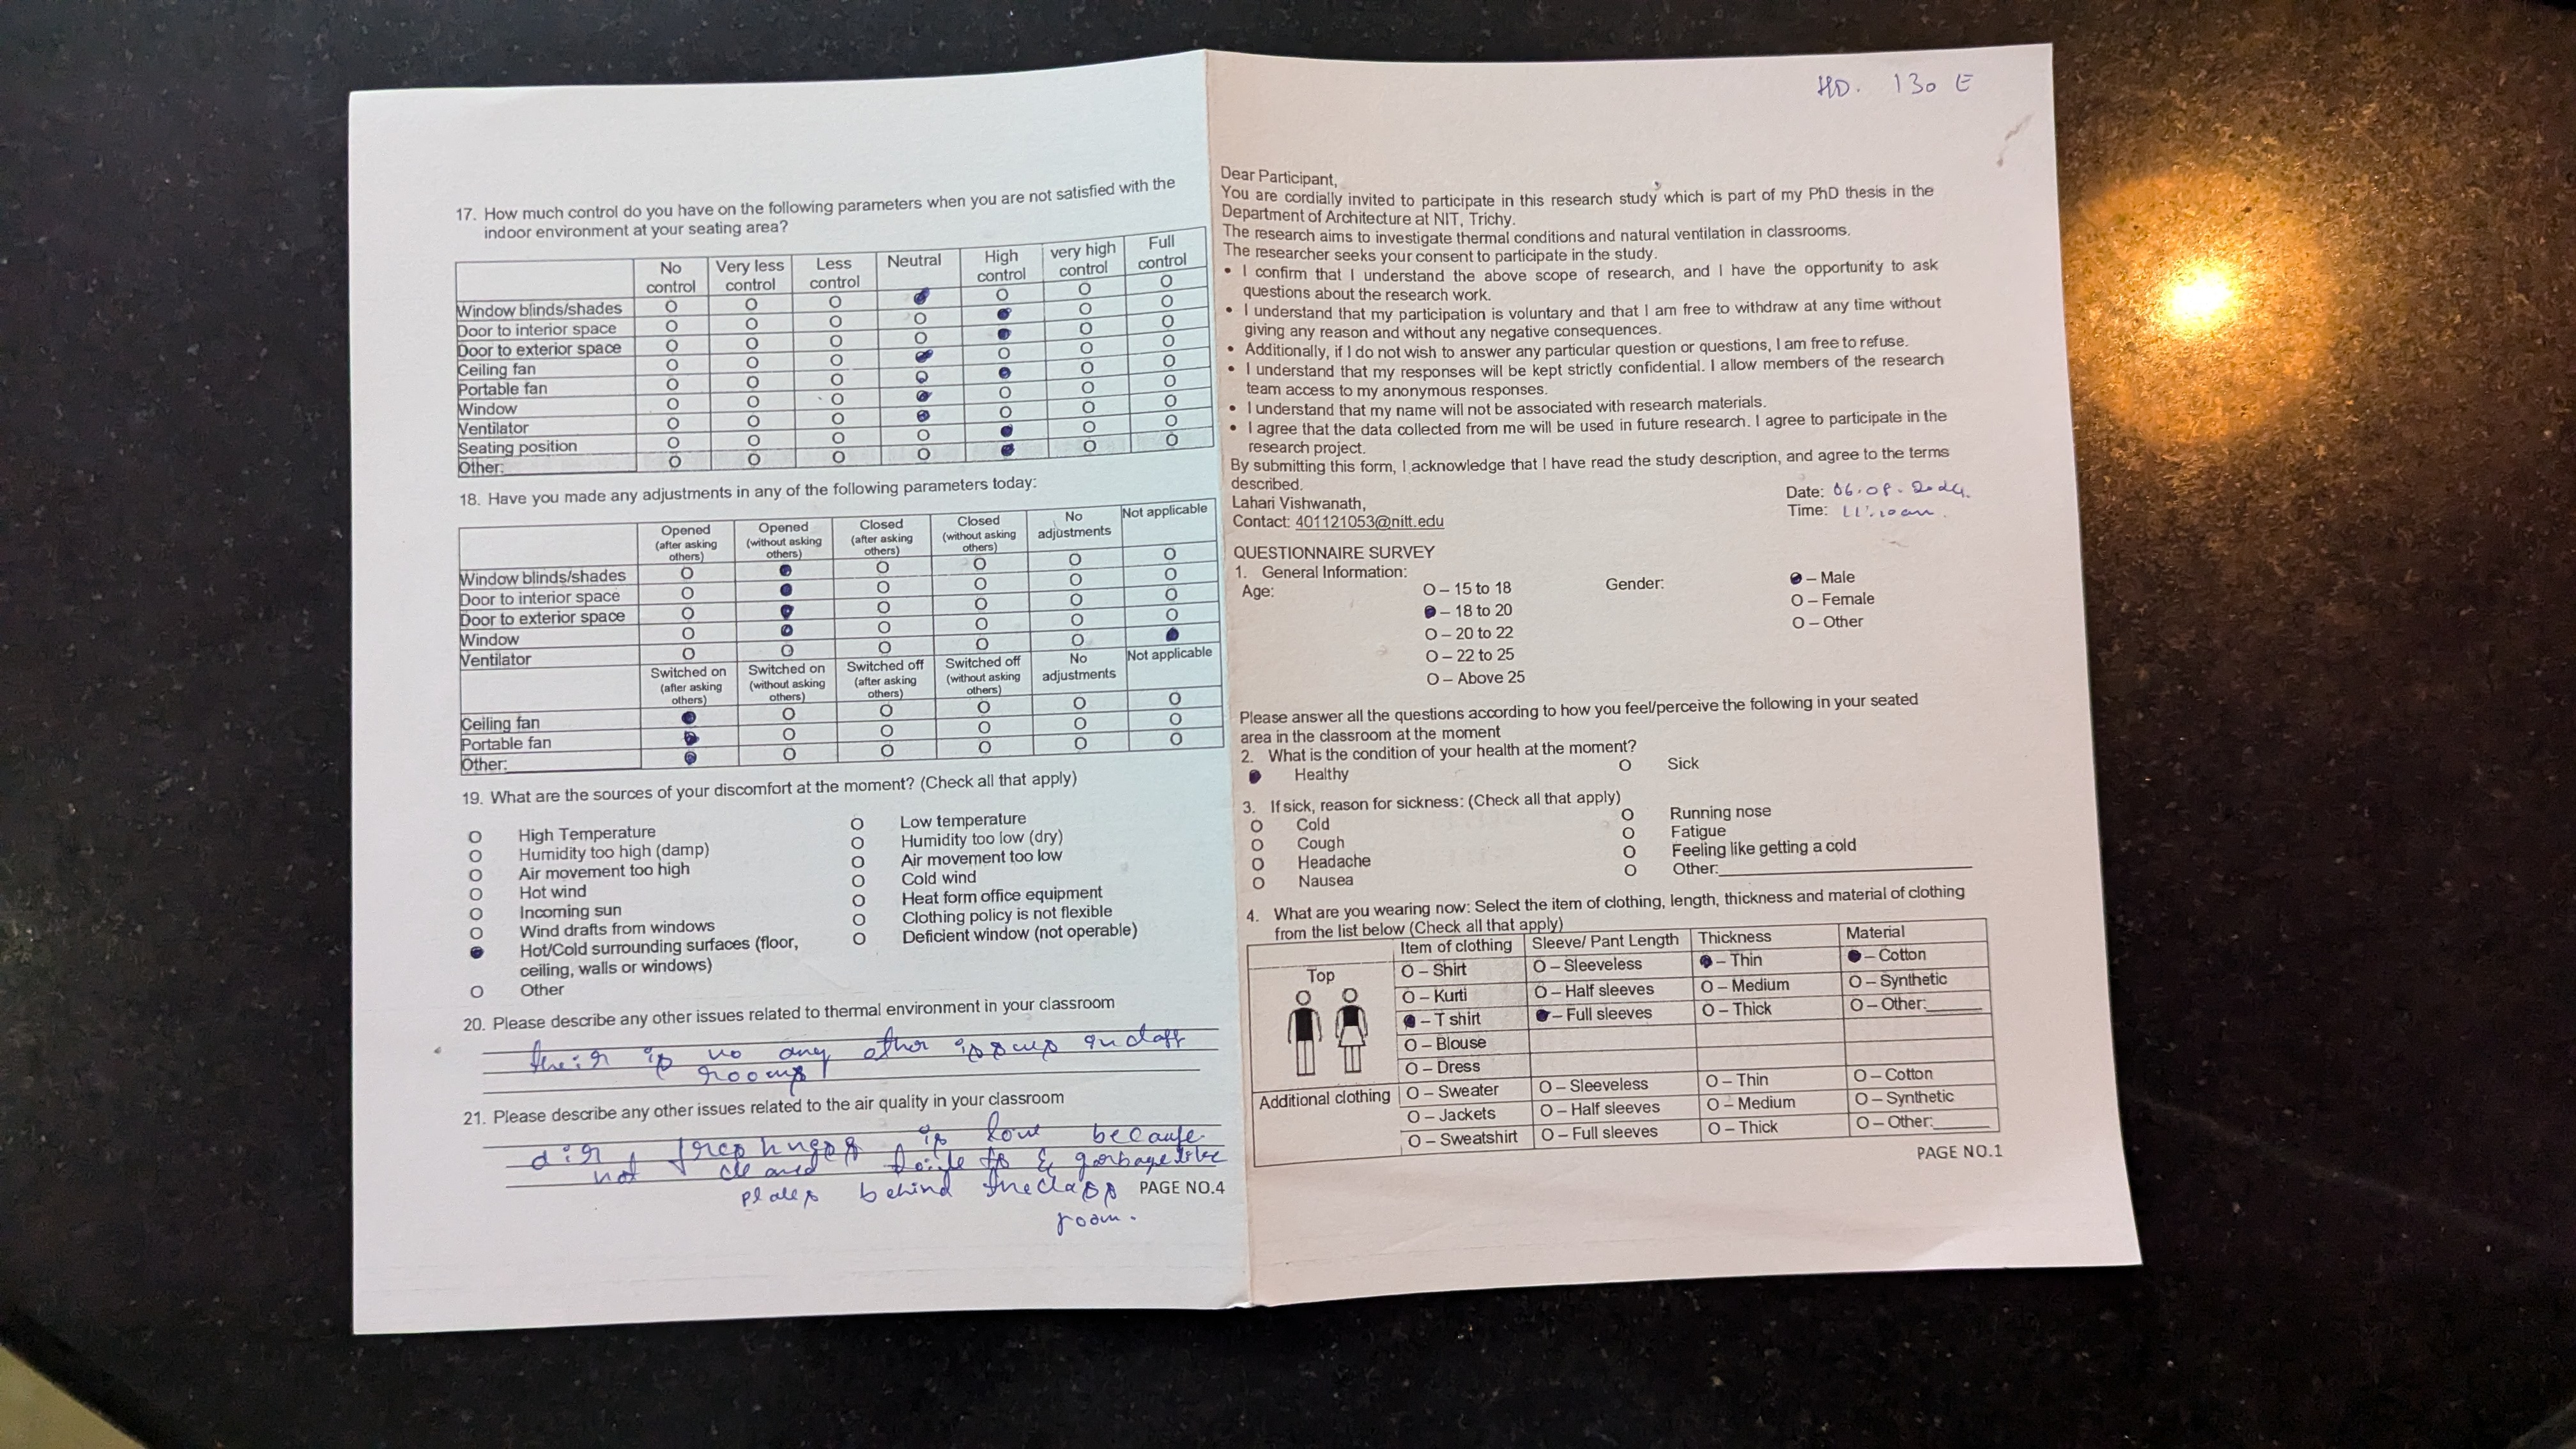 17. How much control do you have on the following parameters when you are not satisfied with the
indoor environment at your seating area?
No control Very less control Less control Neutral High control very high control Full control
Window blinds/shades O O O O O O
Door to interior space O O O O O O
Door to exterior space O O O O O O
Ceiling fan O O O O O O
Portable fan O O O O O O
Window O O O O O O
Ventilator O O O O O O
Seating position O O O O O O
Other: O O O O O O
18. Have you made any adjustments in any of the following parameters today:
Opened (after asking others) Opened (without asking others) Closed (after asking others) Closed (without asking others) No adjustments Not applicable
Window blinds/shades O O O O O
Door to interior space O O O O O
Door to exterior space O O O O O
Window O O O O O
Ventilator O O O O O
Switched on (after asking others) Switched on (without asking others) Switched off (after asking others) Switched off (without asking others) No adjustments Not applicable
Ceiling fan O O O O O
Portable fan O O O O O
Other: O O O O O
19. What are the sources of your discomfort at the moment? (Check all that apply)
O High Temperature
O Humidity too high (damp)
O Air movement too high
O Hot wind
O Incoming sun
O Wind drafts from windows
Hot/Cold surrounding surfaces (floor,
ceiling, walls or windows)
O Other
O Low temperature
O Humidity too low (dry)
O Air movement too low
O Cold wind
O Heat form office equipment
O Clothing policy is not flexible
O Deficient window (not operable)
20. Please describe any other issues related to thermal environment in your classroom
is no any other in class
rooms
21. Please describe any other issues related to the air quality in your classroom
air is low because
not cleaned & garbage like
places behind the class
room.
PAGE NO.4
HD. 130 E
Dear Participant,
You are cordially invited to participate in this research study which is part of my PhD thesis in the
Department of Architecture at NIT, Trichy.
The research aims to investigate thermal conditions and natural ventilation in classrooms.
The researcher seeks your consent to participate in the study.
• I confirm that I understand the above scope of research, and I have the opportunity to ask
questions about the research work.
• I understand that my participation is voluntary and that I am free to withdraw at any time without
giving any reason and without any negative consequences.
• Additionally, if I do not wish to answer any particular question or questions, I am free to refuse.
• I understand that my responses will be kept strictly confidential. I allow members of the research
team access to my anonymous responses.
• I understand that my name will not be associated with research materials.
• I agree that the data collected from me will be used in future research. I agree to participate in the
research project.
By submitting this form, I acknowledge that I have read the study description, and agree to the terms
described.
Lahari Vishwanath,
Contact: 401121053@nitt.edu
Date: 06.08.2024.
Time: 11:10am.
QUESTIONNAIRE SURVEY
1. General Information:
Age:
O – 15 to 18
– 18 to 20
O – 20 to 22
O – 22 to 25
O – Above 25
Gender:
– Male
O – Female
O – Other
Please answer all the questions according to how you feel/perceive the following in your seated
area in the classroom at the moment
2. What is the condition of your health at the moment?
Healthy O Sick
3. If sick, reason for sickness: (Check all that apply)
O Cold
O Cough
O Headache
O Nausea
O Running nose
O Fatigue
O Feeling like getting a cold
O Other:
4. What are you wearing now: Select the item of clothing, length, thickness and material of clothing
from the list below (Check all that apply)
Item of clothing Sleeve/ Pant Length Thickness Material
Top
O – Shirt O – Sleeveless – Thin – Cotton
O – Kurti O – Half sleeves O – Medium O – Synthetic
– T shirt – Full sleeves O – Thick O – Other:
O – Blouse
O – Dress
Additional clothing O – Sweater O – Sleeveless O – Thin O – Cotton
O – Jackets O – Half sleeves O – Medium O – Synthetic
O – Sweatshirt O – Full sleeves O – Thick O – Other:
PAGE NO.1